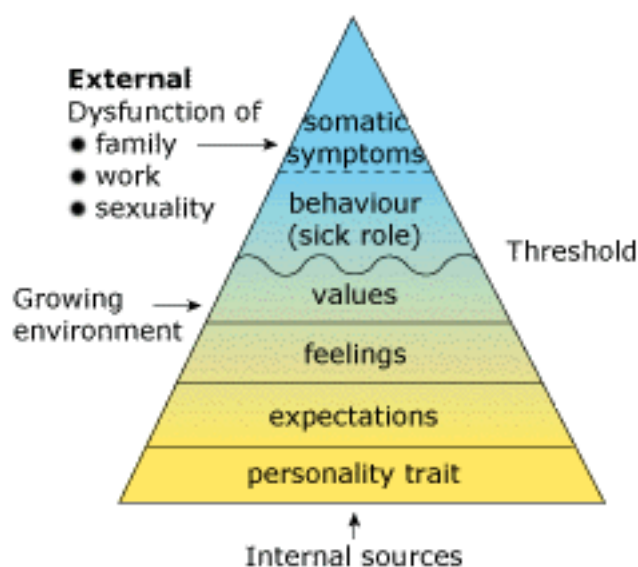 External
Dysfunction of
● family
● work
● sexuality
somatic
symptoms
behaviour
(sick role)
Threshold
Growing
environment
values
feelings
expectations
personality trait
Internal sources